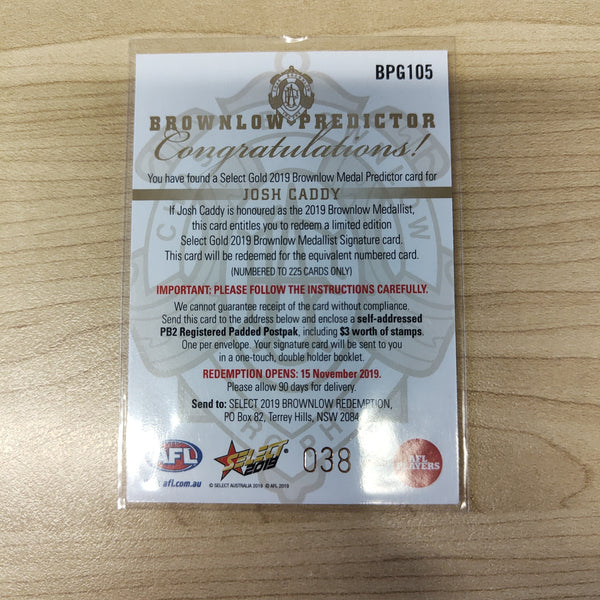 BPG105
BROWNLOW PREDICTOR
Congratulations!
You have found a Select Gold 2019 Brownlow Medal Predictor card for
JOSH CADDY
If Josh Caddy is honoured as the 2019 Brownlow Medallist,
this card entitles you to redeem a limited edition
Select Gold 2019 Brownlow Medallist Signature card.
This card will be redeemed for the equivalent numbered card.
(NUMBERED TO 225 CARDS ONLY)
IMPORTANT: PLEASE FOLLOW THE INSTRUCTIONS CAREFULLY.
We cannot guarantee receipt of the card without compliance.
Send this card to the address below and enclose a self-addressed
PB2 Registered Padded Postpak, including $3 worth of stamps.
One per envelope. Your signature card will be sent to you
in a one-touch, double holder booklet.
REDEMPTION OPENS: 15 November 2019.
Please allow 90 days for delivery.
Send to: SELECT 2019 BROWNLOW REDEMPTION,
PO Box 82, Terrey Hills, NSW 2084
AFL
afl.com.au
SELECT
2019
© SELECT AUSTRALIA 2019 © AFL 2019
038
AFL
PLAYERS